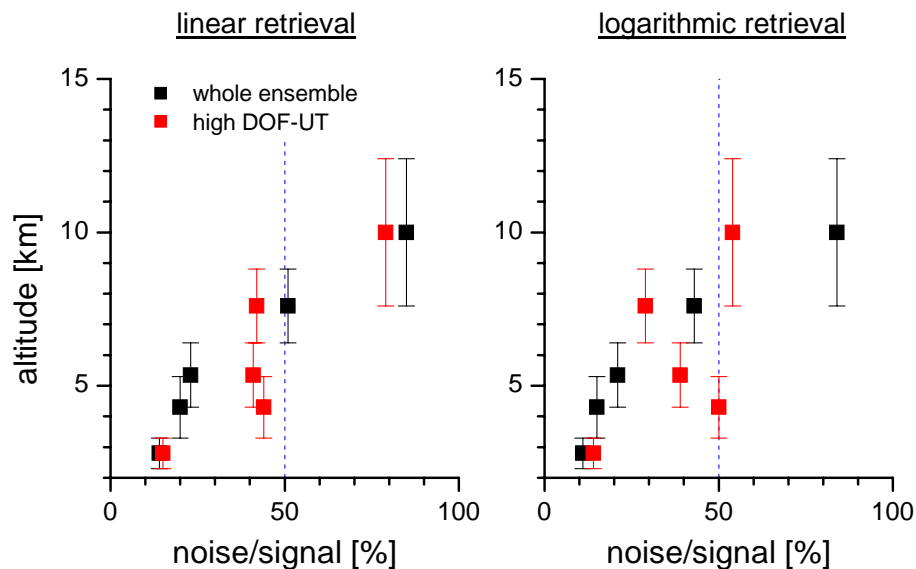 linear retrieval
logarithmic retrieval
whole ensemble
high DOF-UT
15
10
5
0
50
100
altitude [km]
noise/signal [%]
15
10
5
0
50
100
noise/signal [%]